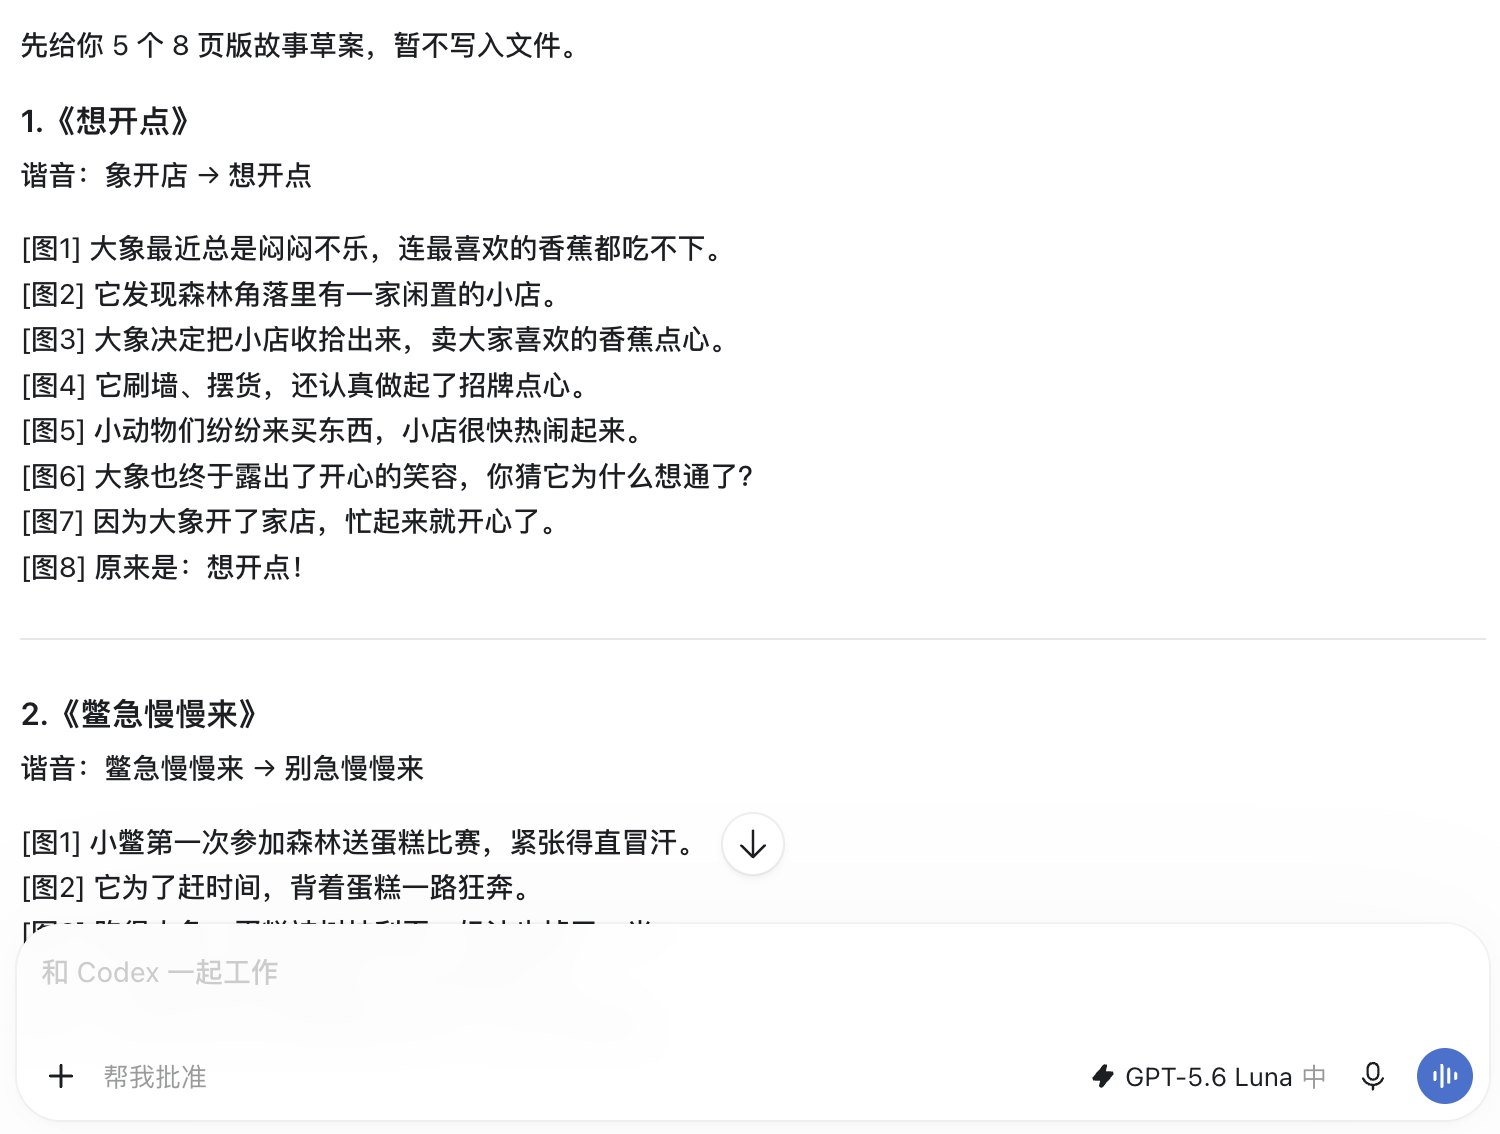 先给你 5 个 8 页版故事草案，暂不写入文件。
1.《想开点》
谐音：象开店 → 想开点
[图1] 大象最近总是闷闷不乐，连最喜欢的香蕉都吃不下。
[图2] 它发现森林角落里有一家闲置的小店。
[图3] 大象决定把小店收拾出来，卖大家喜欢的香蕉点心。
[图4] 它刷墙、摆货，还认真做起了招牌点心。
[图5] 小动物们纷纷来买东西，小店很快热闹起来。
[图6] 大象也终于露出了开心的笑容，你猜它为什么想通了？
[图7] 因为大象开了家店，忙起来就开心了。
[图8] 原来是：想开点！
2.《鳖急慢慢来》
谐音：鳖急慢慢来 → 别急慢慢来
[图1] 小鳖第一次参加森林送蛋糕比赛，紧张得直冒汗。
[图2] 它为了赶时间，背着蛋糕一路狂奔。
和 Codex 一起工作
帮我批准
GPT-5.6 Luna 中